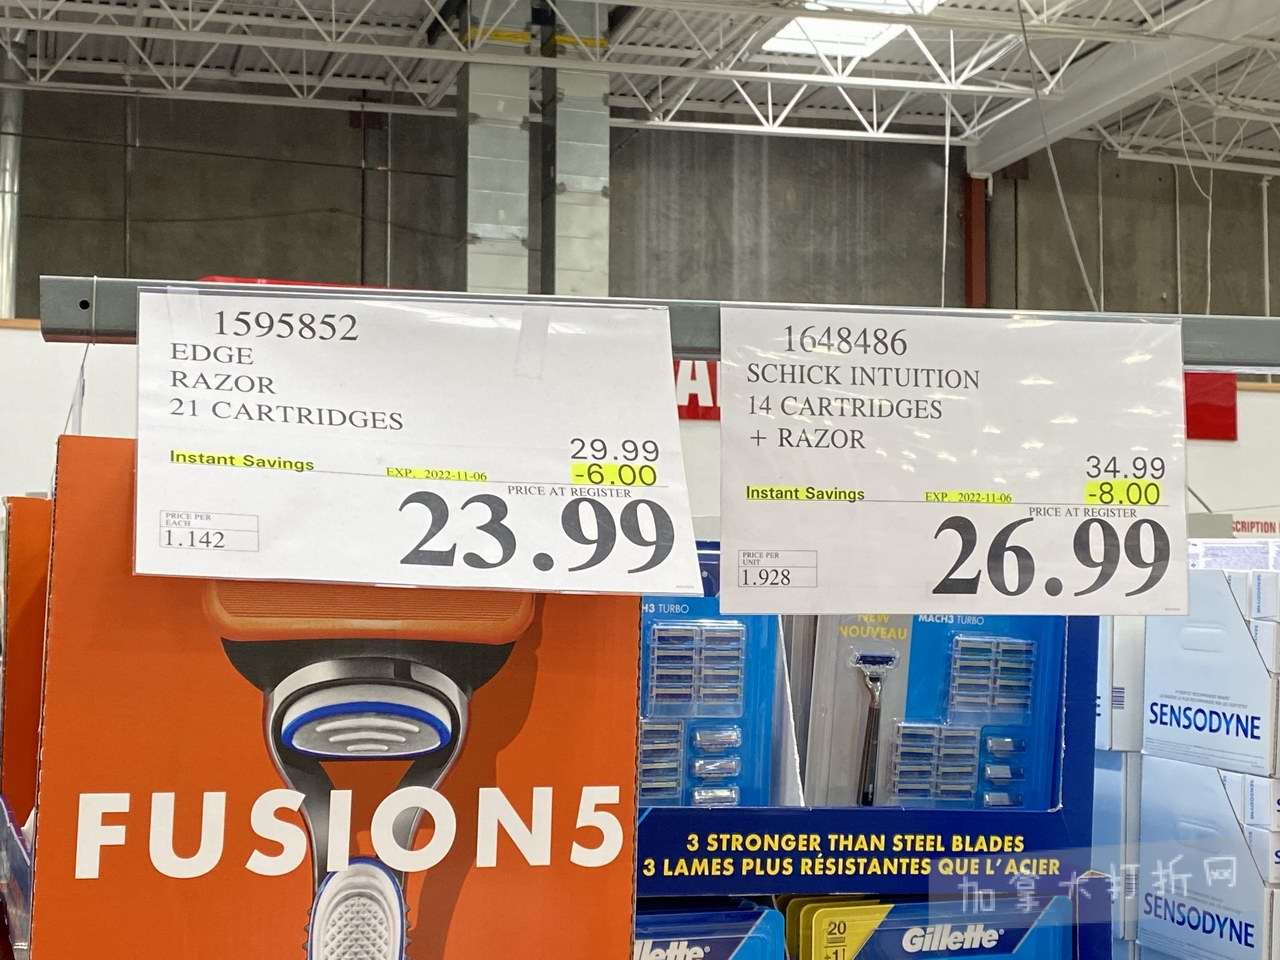 1595852
EDGE
RAZOR
21 CARTRIDGES
29.99
Instant Savings EXP. 2022-11-06 -6.00
PRICE AT REGISTER
PRICE PER
EACH
1.142
23.99
1648486
SCHICK INTUITION
14 CARTRIDGES
+ RAZOR
34.99
Instant Savings EXP. 2022-11-06 -8.00
PRICE AT REGISTER
PRICE PER
UNIT
1.928
26.99
SCRIPTION
FUSION5
MACH3 TURBO
NEW
NOUVEAU
MACH3 TURBO
3 STRONGER THAN STEEL BLADES
3 LAMES PLUS RÉSISTANTES QUE L'ACIER
20
+1
Gillette
SENSODYNE
SENSODYNE
加拿大打折网